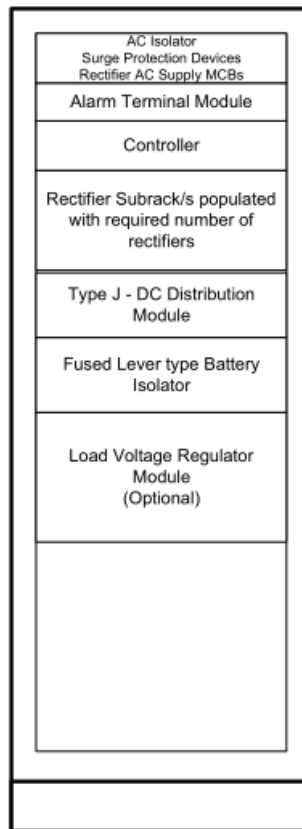 AC Isolator
Surge Protection Devices
Rectifier AC Supply MCBs
Alarm Terminal Module
Controller
Rectifier Subrack/s populated
with required number of
rectifiers
Type J - DC Distribution
Module
Fused Lever type Battery
Isolator
Load Voltage Regulator
Module
(Optional)